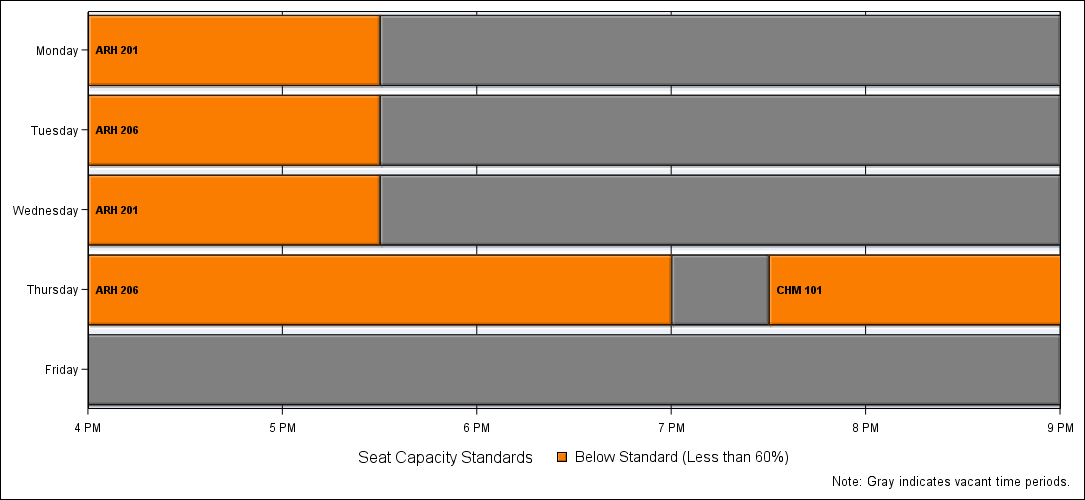 Monday
ARH 201
Tuesday
ARH 206
Wednesday
ARH 201
Thursday
ARH 206
CHM 101
Friday
4 PM 5 PM 6 PM 7 PM 8 PM 9 PM
Seat Capacity Standards
Below Standard (Less than 60%)
Note: Gray indicates vacant time periods.